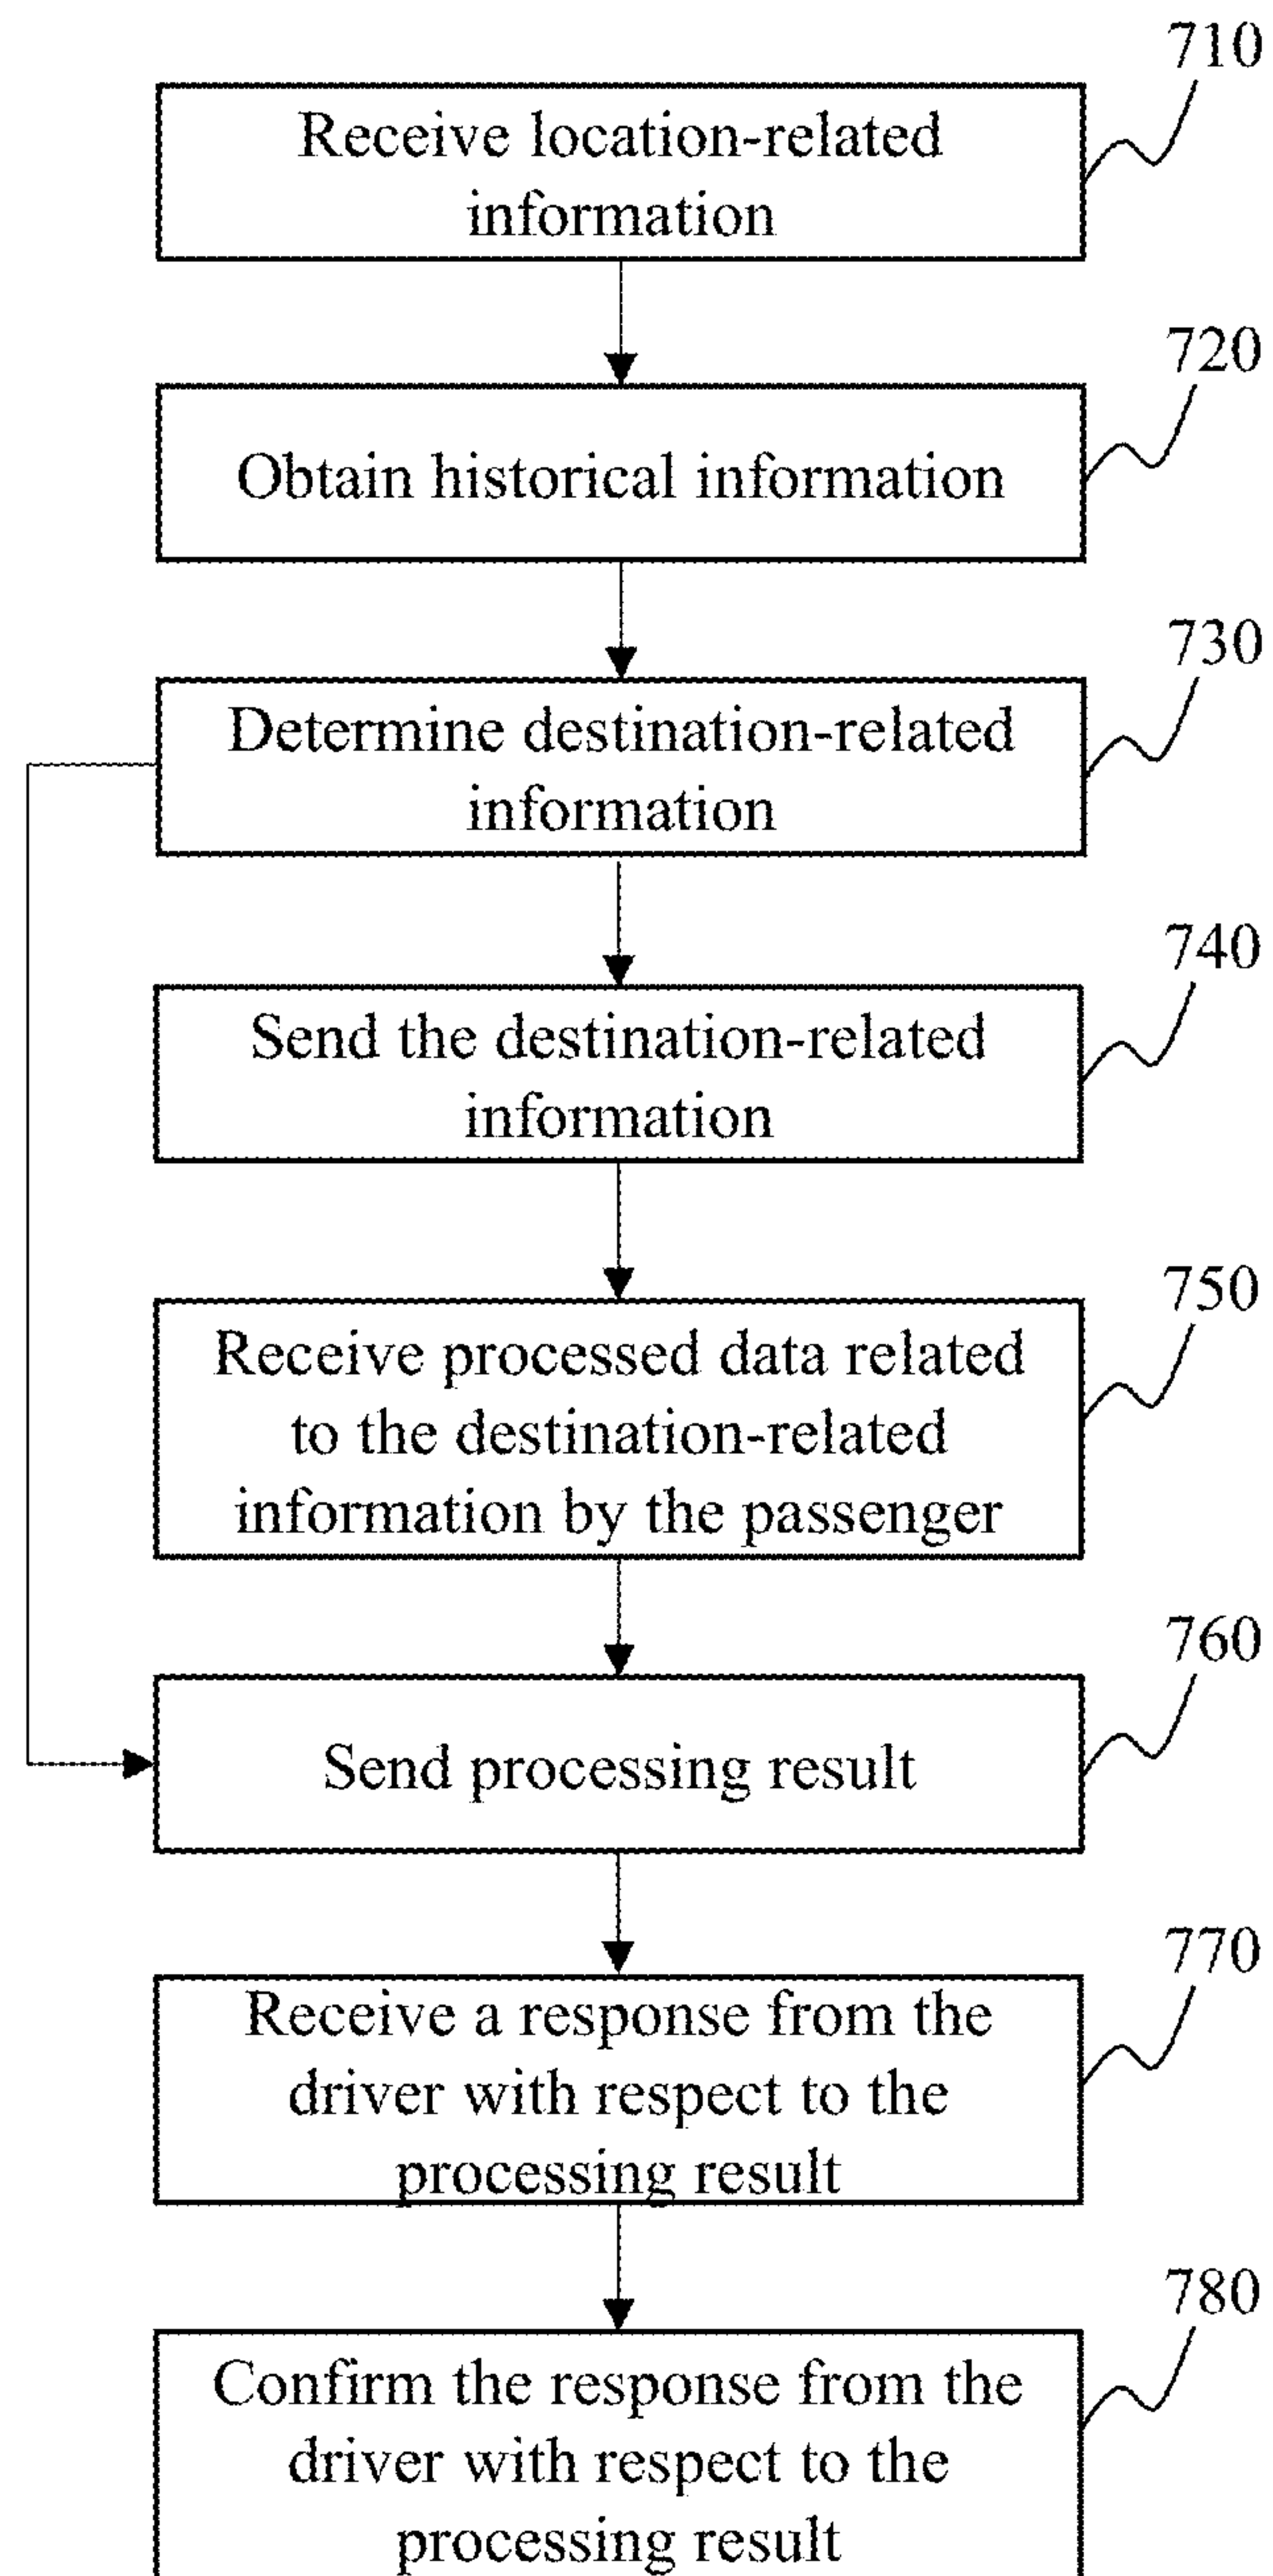 710
Receive location-related
information
720
Obtain historical information
730
Determine destination-related
information
740
Send the destination-related
information
750
Receive processed data related
to the destination-related
information by the passenger
760
Send processing result
770
Receive a response from the
driver with respect to the
processing result
780
Confirm the response from the
driver with respect to the
processing result